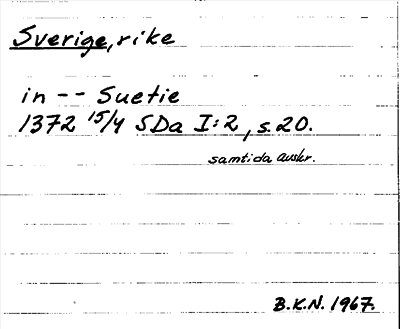 Sverige, rike
in -- Suetie
1372 15/4 SDa I:2, s. 20.
samtida avskr.
B.K.N. 1967.